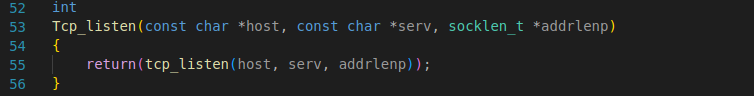 52 int
53 Tcp_listen(const char *host, const char *serv, socklen_t *addrlenp)
54 {
55     return(tcp_listen(host, serv, addrlenp));
56 }